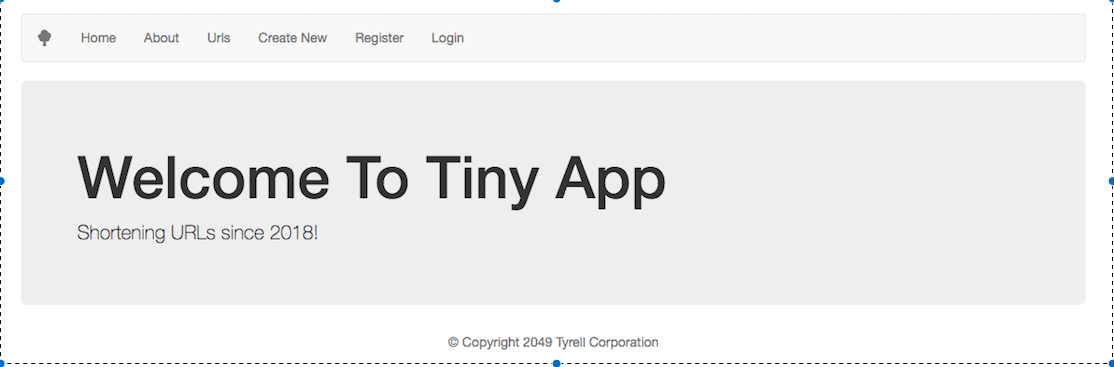 Home About Urls Create New Register Login
Welcome To Tiny App
Shortening URLs since 2018!
© Copyright 2049 Tyrell Corporation